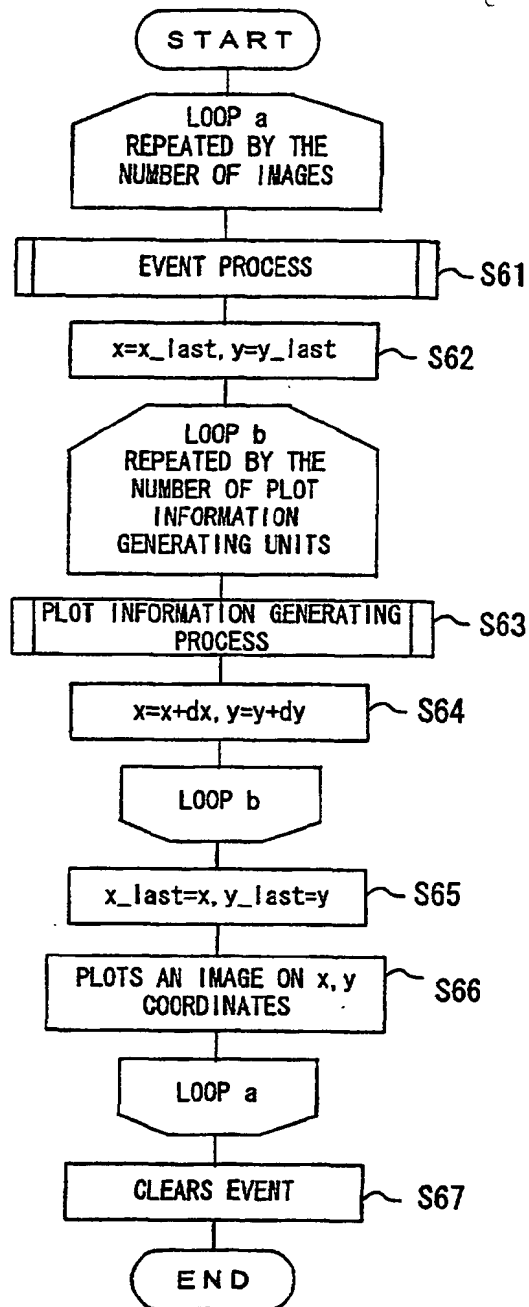 START
LOOP a
REPEATED BY THE
NUMBER OF IMAGES
EVENT PROCESS
S61
x=x_last, y=y_last
S62
LOOP b
REPEATED BY THE
NUMBER OF PLOT
INFORMATION
GENERATING UNITS
PLOT INFORMATION GENERATING
PROCESS
S63
x=x+dx, y=y+dy
S64
LOOP b
x_last=x, y_last=y
S65
PLOTS AN IMAGE ON x, y
COORDINATES
S66
LOOP a
CLEARS EVENT
S67
END